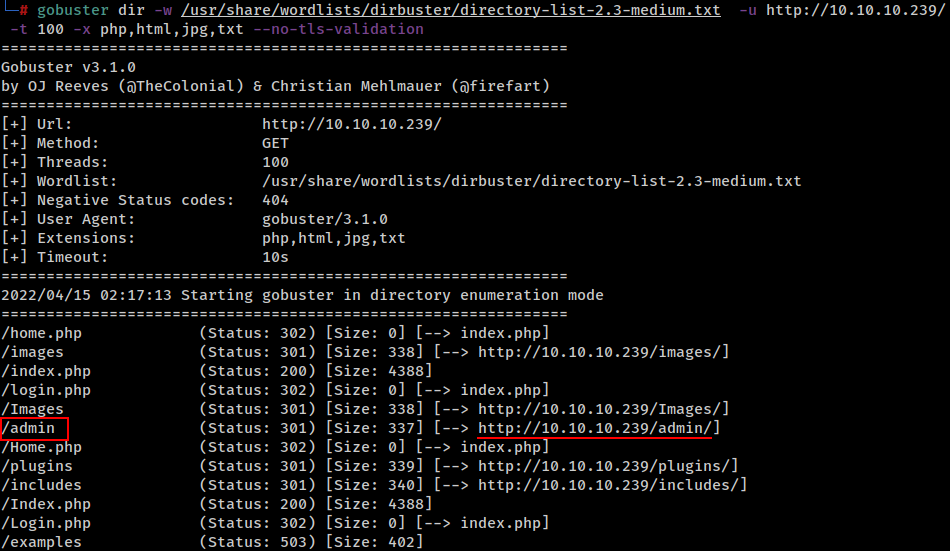 └─# gobuster dir -w /usr/share/wordlists/dirbuster/directory-list-2.3-medium.txt  -u http://10.10.10.239/
 -t 100 -x php,html,jpg,txt --no-tls-validation
===============================================================
Gobuster v3.1.0
by OJ Reeves (@TheColonial) & Christian Mehlmauer (@firefart)
===============================================================
[+] Url:                     http://10.10.10.239/
[+] Method:                  GET
[+] Threads:                 100
[+] Wordlist:                /usr/share/wordlists/dirbuster/directory-list-2.3-medium.txt
[+] Negative Status codes:   404
[+] User Agent:              gobuster/3.1.0
[+] Extensions:              php,html,jpg,txt
[+] Timeout:                 10s
===============================================================
2022/04/15 02:17:13 Starting gobuster in directory enumeration mode
===============================================================
/home.php             (Status: 302) [Size: 0] [--> index.php]
/images               (Status: 301) [Size: 338] [--> http://10.10.10.239/images/]
/index.php            (Status: 200) [Size: 4388]
/login.php            (Status: 302) [Size: 0] [--> index.php]
/Images               (Status: 301) [Size: 338] [--> http://10.10.10.239/Images/]
/admin                (Status: 301) [Size: 337] [--> http://10.10.10.239/admin/]
/Home.php             (Status: 302) [Size: 0] [--> index.php]
/plugins              (Status: 301) [Size: 339] [--> http://10.10.10.239/plugins/]
/includes             (Status: 301) [Size: 340] [--> http://10.10.10.239/includes/]
/Index.php            (Status: 200) [Size: 4388]
/Login.php            (Status: 302) [Size: 0] [--> index.php]
/examples             (Status: 503) [Size: 402]